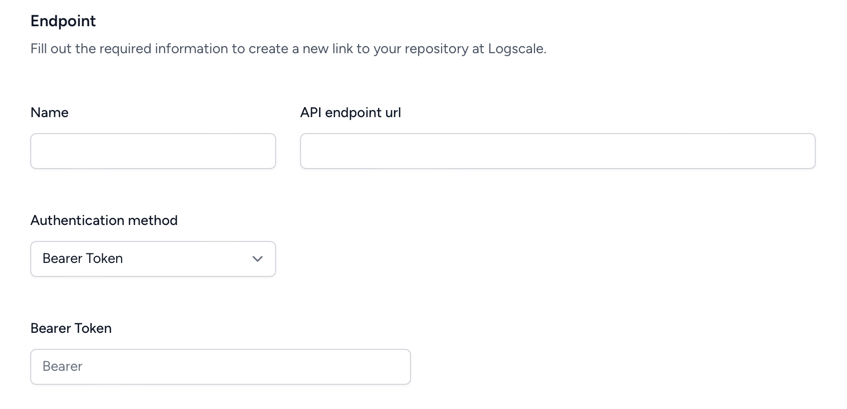 Endpoint
Fill out the required information to create a new link to your repository at Logscale.
Name
API endpoint url
Authentication method
Bearer Token
Bearer Token
Bearer